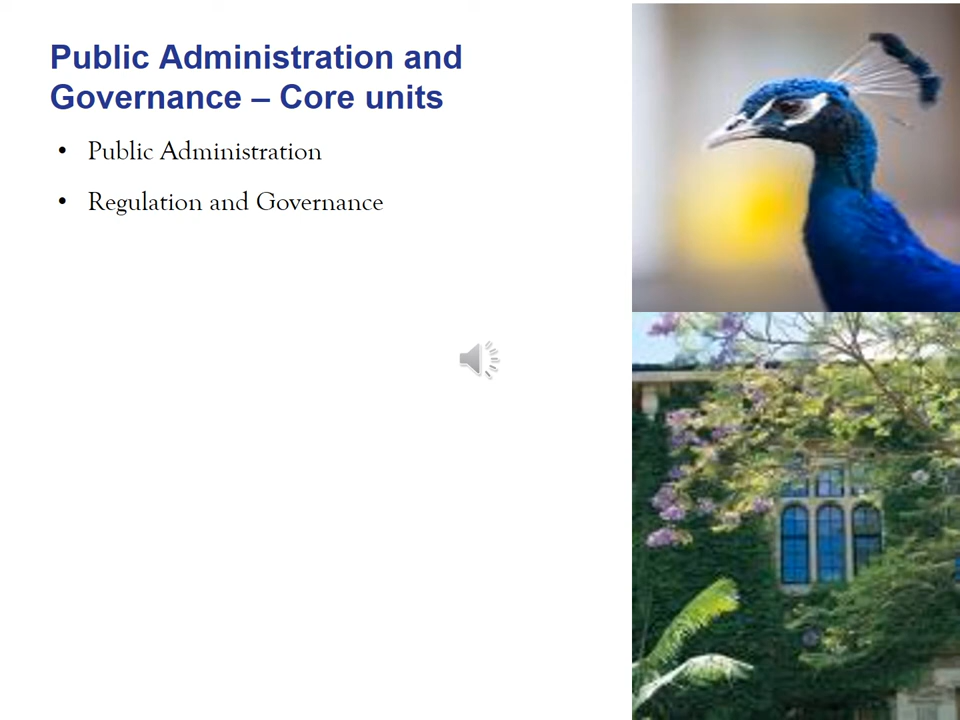 Public Administration and
Governance – Core units
• Public Administration
• Regulation and Governance